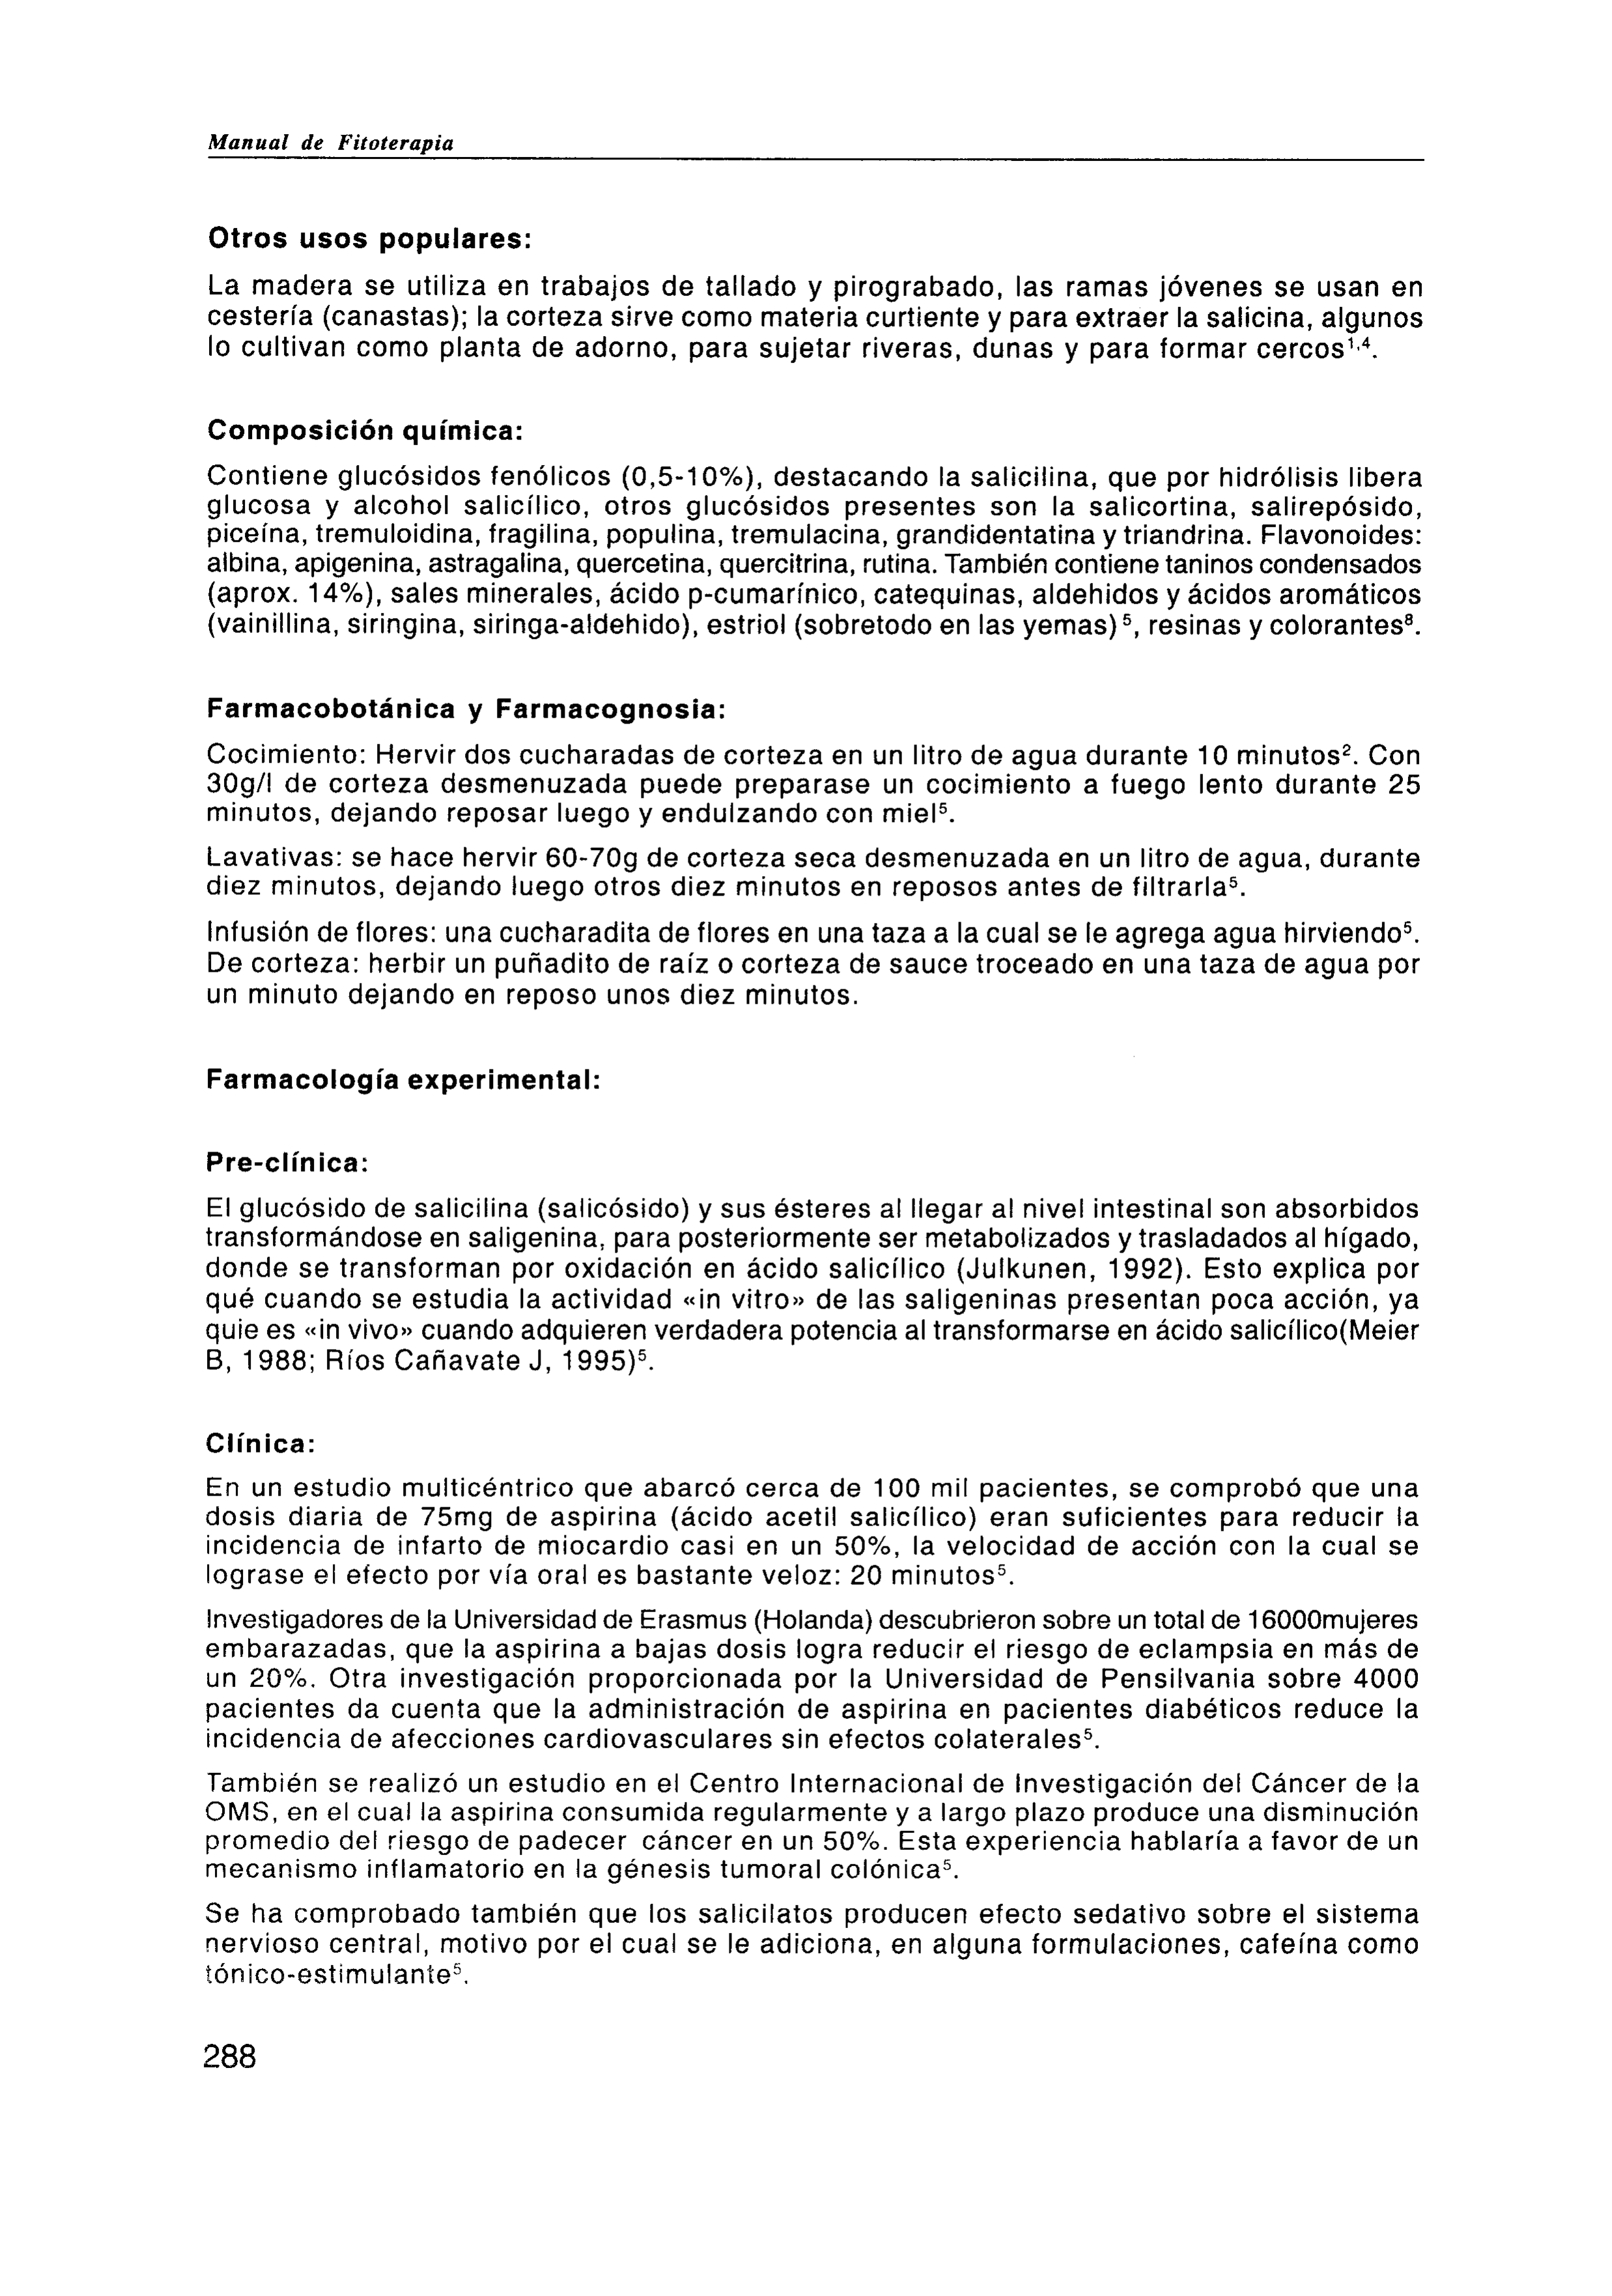 Manual de Fitoterapia
Otros usos populares:
La madera se utiliza en trabajos de tallado y pirograbado, las ramas jóvenes se usan en
cestería (canastas); la corteza sirve como materia curtiente y para extraer la salicina, algunos
lo cultivan como planta de adorno, para sujetar riveras, dunas y para formar cercos¹,⁴.
Composición química:
Contiene glucósidos fenólicos (0,5-10%), destacando la salicilina, que por hidrólisis libera
glucosa y alcohol salicílico, otros glucósidos presentes son la salicortina, salirepósido,
piceína, tremuloidina, fragilina, populina, tremulacina, grandidentatina y triandrina. Flavonoides:
albina, apigenina, astragalina, quercetina, quercitrina, rutina. También contiene taninos condensados
(aprox. 14%), sales minerales, ácido p-cumarínico, catequinas, aldehidos y ácidos aromáticos
(vainillina, siringina, siringa-aldehido), estriol (sobretodo en las yemas) ⁵, resinas y colorantes⁸.
Farmacobotánica y Farmacognosia:
Cocimiento: Hervir dos cucharadas de corteza en un litro de agua durante 10 minutos². Con
30g/l de corteza desmenuzada puede preparase un cocimiento a fuego lento durante 25
minutos, dejando reposar luego y endulzando con miel⁵.
Lavativas: se hace hervir 60-70g de corteza seca desmenuzada en un litro de agua, durante
diez minutos, dejando luego otros diez minutos en reposos antes de filtrarla⁵.
Infusión de flores: una cucharadita de flores en una taza a la cual se le agrega agua hirviendo⁵.
De corteza: herbir un puñadito de raíz o corteza de sauce troceado en una taza de agua por
un minuto dejando en reposo unos diez minutos.
Farmacología experimental:
Pre-clínica:
El glucósido de salicilina (salicósido) y sus ésteres al llegar al nivel intestinal son absorbidos
transformándose en saligenina, para posteriormente ser metabolizados y trasladados al hígado,
donde se transforman por oxidación en ácido salicílico (Julkunen, 1992). Esto explica por
qué cuando se estudia la actividad «in vitro» de las saligeninas presentan poca acción, ya
quie es «in vivo» cuando adquieren verdadera potencia al transformarse en ácido salicílico(Meier
B, 1988; Ríos Cañavate J, 1995)⁵.
Clínica:
En un estudio multicéntrico que abarcó cerca de 100 mil pacientes, se comprobó que una
dosis diaria de 75mg de aspirina (ácido acetil salicílico) eran suficientes para reducir la
incidencia de infarto de miocardio casi en un 50%, la velocidad de acción con la cual se
lograse el efecto por vía oral es bastante veloz: 20 minutos⁵.
Investigadores de la Universidad de Erasmus (Holanda) descubrieron sobre un total de 16000mujeres
embarazadas, que la aspirina a bajas dosis logra reducir el riesgo de eclampsia en más de
un 20%. Otra investigación proporcionada por la Universidad de Pensilvania sobre 4000
pacientes da cuenta que la administración de aspirina en pacientes diabéticos reduce la
incidencia de afecciones cardiovasculares sin efectos colaterales⁵.
También se realizó un estudio en el Centro Internacional de Investigación del Cáncer de la
OMS, en el cual la aspirina consumida regularmente y a largo plazo produce una disminución
promedio del riesgo de padecer cáncer en un 50%. Esta experiencia hablaría a favor de un
mecanismo inflamatorio en la génesis tumoral colónica⁵.
Se ha comprobado también que los salicilatos producen efecto sedativo sobre el sistema
nervioso central, motivo por el cual se le adiciona, en alguna formulaciones, cafeína como
tónico-estimulante⁵.
288